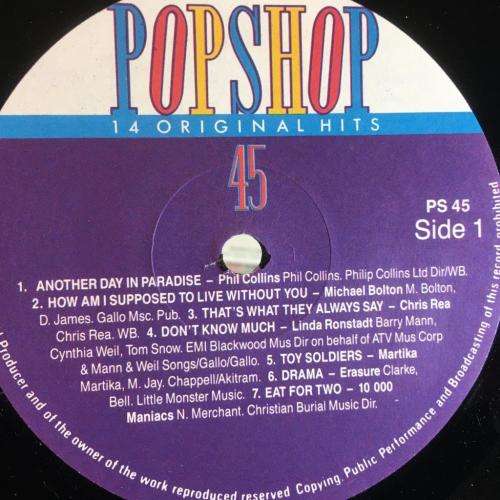 POPSHOP
14 ORIGINAL HITS
45
PS 45
Side 1
1. ANOTHER DAY IN PARADISE – Phil Collins Phil Collins. Philip Collins Ltd Dir/WB.
2. HOW AM I SUPPOSED TO LIVE WITHOUT YOU – Michael Bolton M. Bolton,
D. James. Gallo Msc. Pub. 3. THAT'S WHAT THEY ALWAYS SAY – Chris Rea
Chris Rea. WB. 4. DON'T KNOW MUCH – Linda Ronstadt Barry Mann,
Cynthia Weil, Tom Snow. EMI Blackwood Mus Dir on behalf of ATV Mus Corp
& Mann & Weil Songs/Gallo/Gallo. 5. TOY SOLDIERS – Martika
Martika, M. Jay. Chappell/Akitram. 6. DRAMA – Erasure Clarke,
Bell. Little Monster Music. 7. EAT FOR TWO – 10 000
Maniacs N. Merchant. Christian Burial Music Dir.
Producer and of the owner of the work reproduced reserved Copying, Public Performance and Broadcasting of this record prohibited